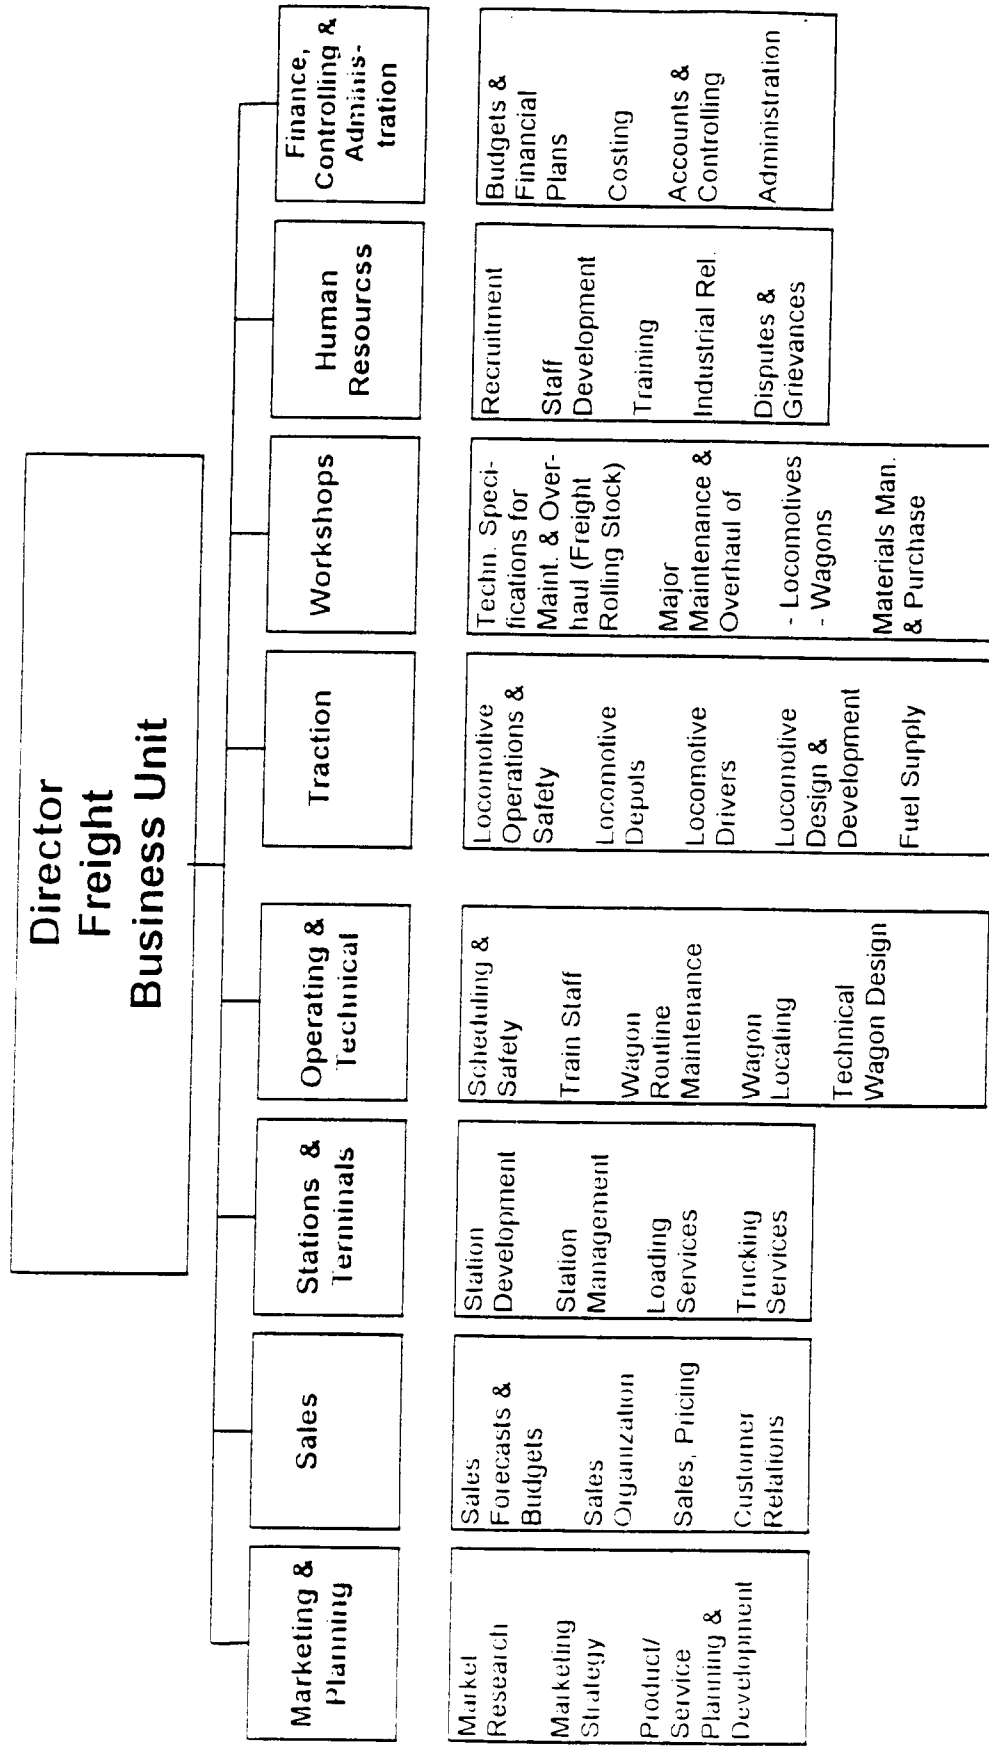 Director
Freight
Business Unit
Marketing &
Planning
Sales
Stations &
Terminals
Operating &
Technical
Traction
Workshops
Human
Resourcss
Finance,
Controlling &
Adminis-
tration
Market
Research
Marketing
Strategy
Product/
Service
Planning &
Development
Sales
Forecasts &
Budgets
Sales
Organization
Sales, Pricing
Customer
Relations
Station
Development
Station
Management
Loading
Services
Trucking
Services
Scheduling &
Safety
Train Staff
Wagon
Routine
Maintenance
Wagon
Locating
Technical
Wagon Design
Locomotive
Operations &
Safety
Locomotive
Depots
Locomotive
Drivers
Locomotive
Design &
Development
Fuel Supply
Techn. Speci-
fications for
Maint. & Over-
haul (Freight
Rolling Stock)
Major
Maintenance &
Overhaul of
- Locomotives
- Wagons
Materials Man.
& Purchase
Recruitment
Staff
Development
Training
Industrial Rel.
Disputes &
Grievances
Budgets &
Financial
Plans
Costing
Accounts &
Controlling
Administration